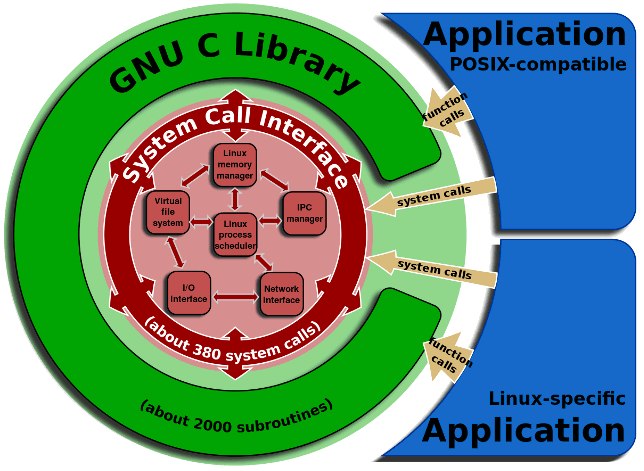 GNU C Library
System Call Interface
Linux
memory
manager
Virtual
file
system
IPC
manager
Linux
process
scheduler
I/O
interface
Network
interface
(about 380 system calls)
(about 2000 subroutines)
Application
POSIX-compatible
function
calls
system calls
system calls
function
calls
Linux-specific
Application